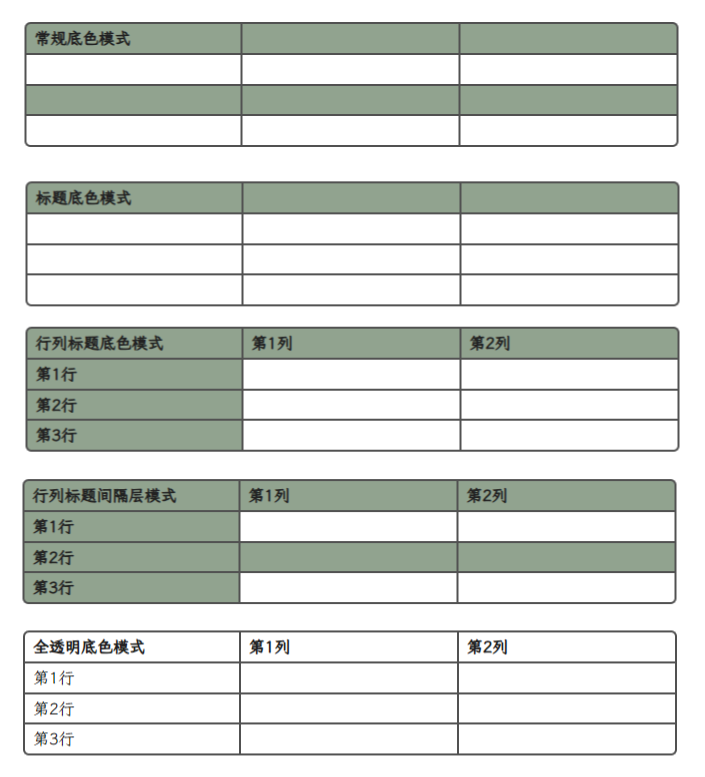 常规底色模式
标题底色模式
行列标题底色模式 第1列 第2列
第1行
第2行
第3行
行列标题间隔层模式 第1列 第2列
第1行
第2行
第3行
全透明底色模式 第1列 第2列
第1行
第2行
第3行